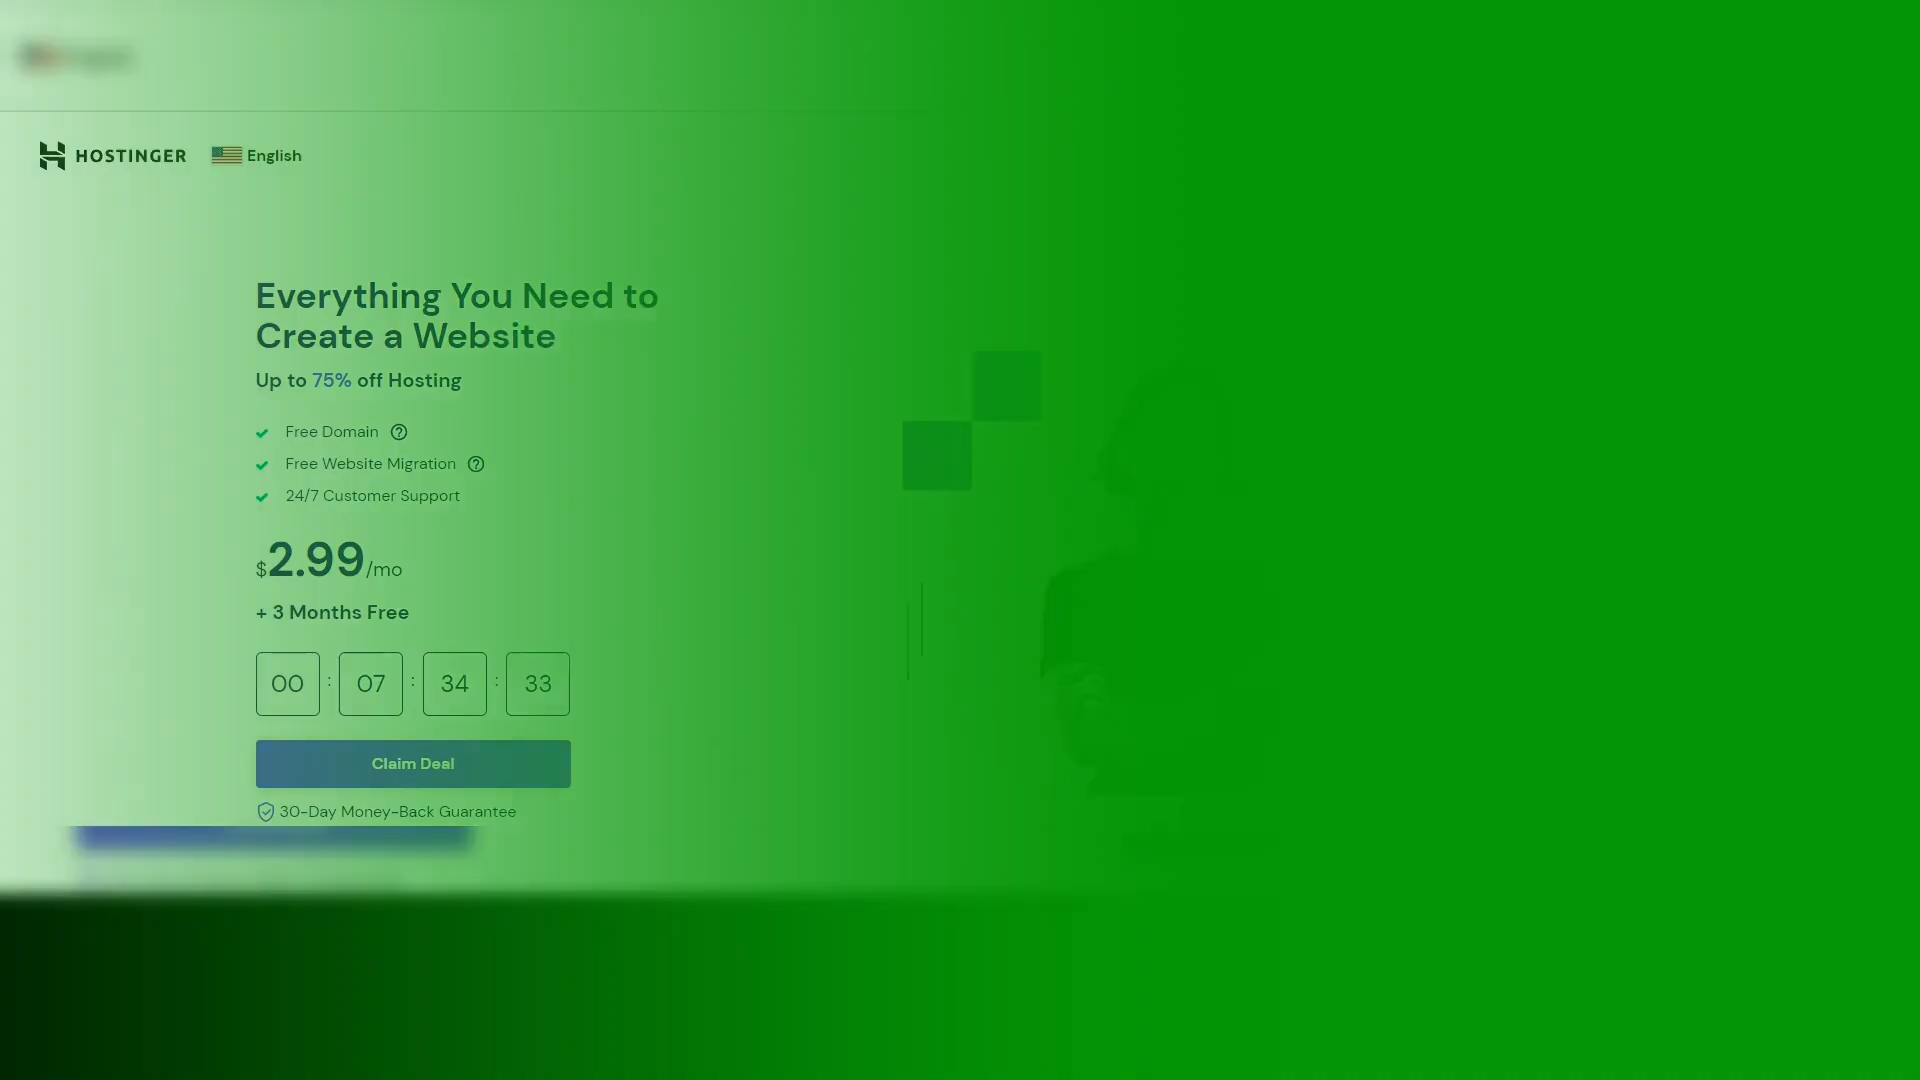 HOSTINGER English
Everything You Need to
Create a Website
Up to 75% off Hosting
Free Domain
Free Website Migration
24/7 Customer Support
$2.99/mo
+ 3 Months Free
00 : 07 : 34 : 33
Claim Deal
30-Day Money-Back Guarantee